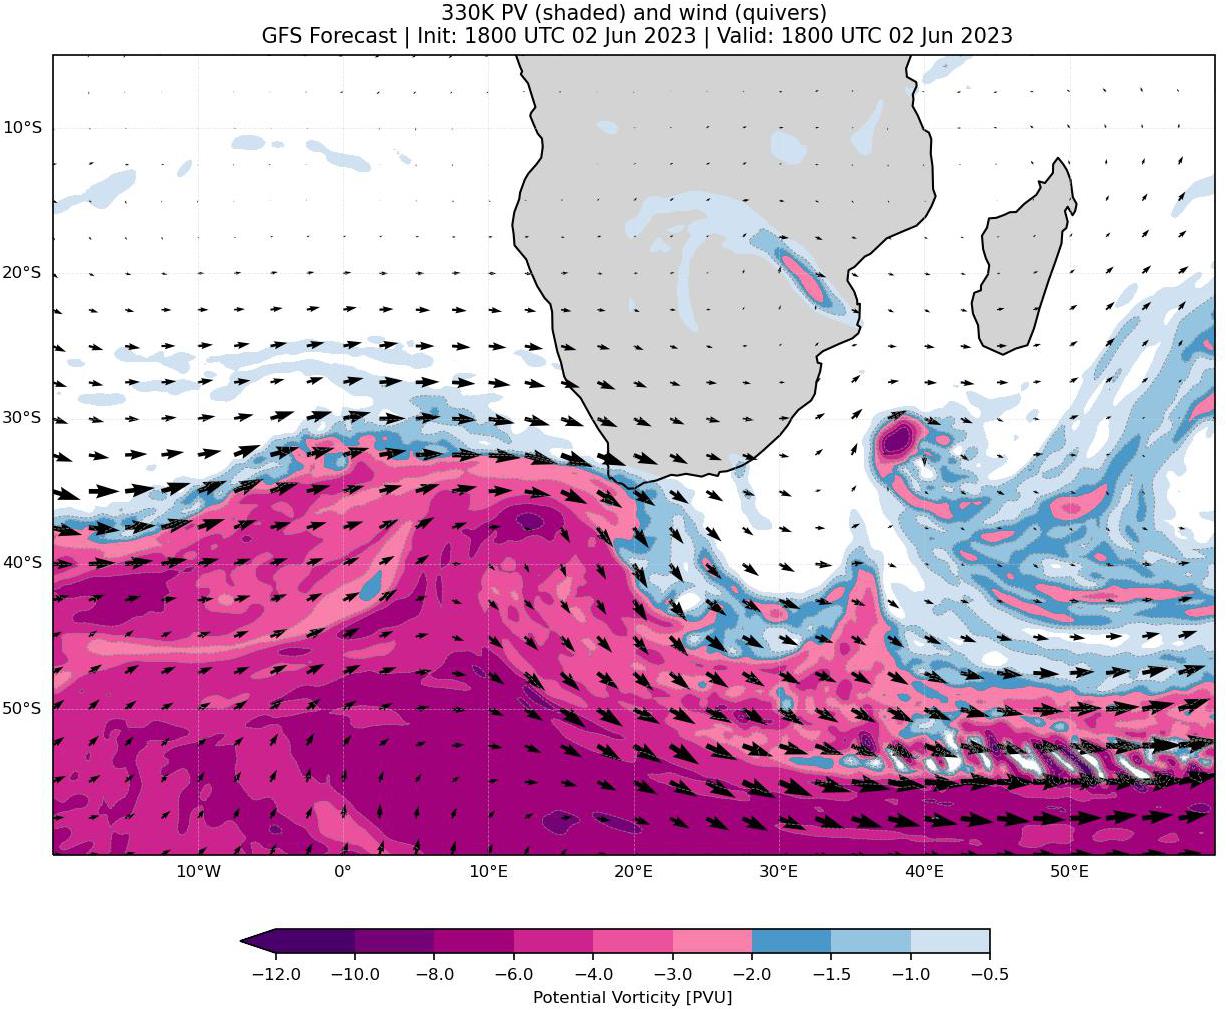 330K PV (shaded) and wind (quivers)
GFS Forecast | Init: 1800 UTC 02 Jun 2023 | Valid: 1800 UTC 02 Jun 2023
10°S
20°S
30°S
40°S
50°S
10°W 0° 10°E 20°E 30°E 40°E 50°E
−12.0 −10.0 −8.0 −6.0 −4.0 −3.0 −2.0 −1.5 −1.0 −0.5
Potential Vorticity [PVU]